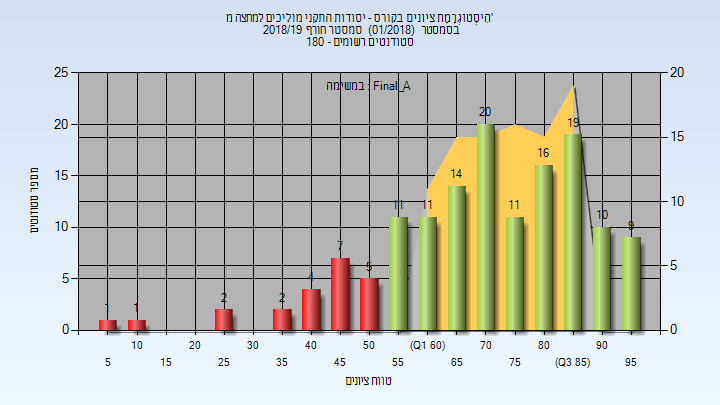 היסטוגרמת ציונים בקורס - יסודות התקני מוליכים למחצה מ'
בסמסטר (01/2018) סמסטר חורף 2018/19
סטודנטים רשומים - 180
במשימה : Final_A
25 20 15 10 5 0
מספר סטודנטים
20 15 10 5 0
1 1 2 2 4 7 5 11 11 14 20 11 16 19 10 9
10 20 30 40 50 (Q1 60) 70 80 90
5 15 25 35 45 55 65 75 (Q3 85) 95
טווח ציונים